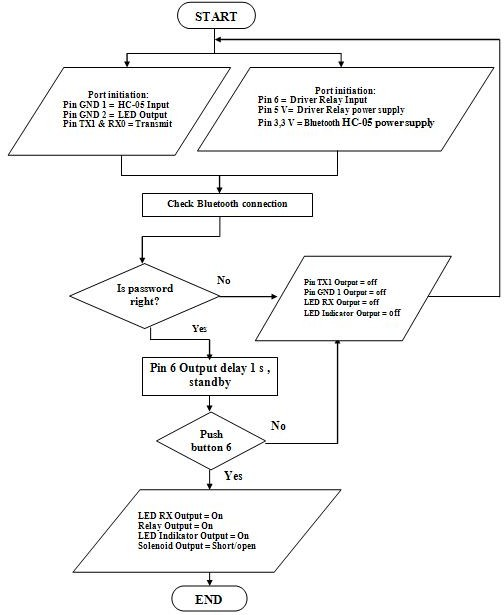 START
Port initiation:
Pin GND 1 = HC-05 Input
Pin GND 2 = LED Output
Pin TX1 & RX0 = Transmit
Port initiation:
Pin 6 = Driver Relay Input
Pin 5 V= Driver Relay power supply
Pin 3,3 V = Bluetooth HC-05 power supply
Check Bluetooth connection
Is password
right?
No
Pin TX1 Output = off
Pin GND 1 Output = off
LED RX Output = off
LED Indicator Output = off
Yes
Pin 6 Output delay 1 s ,
standby
Push
button 6
No
Yes
LED RX Output = On
Relay Output = On
LED Indikator Output = On
Solenoid Output = Short/open
END